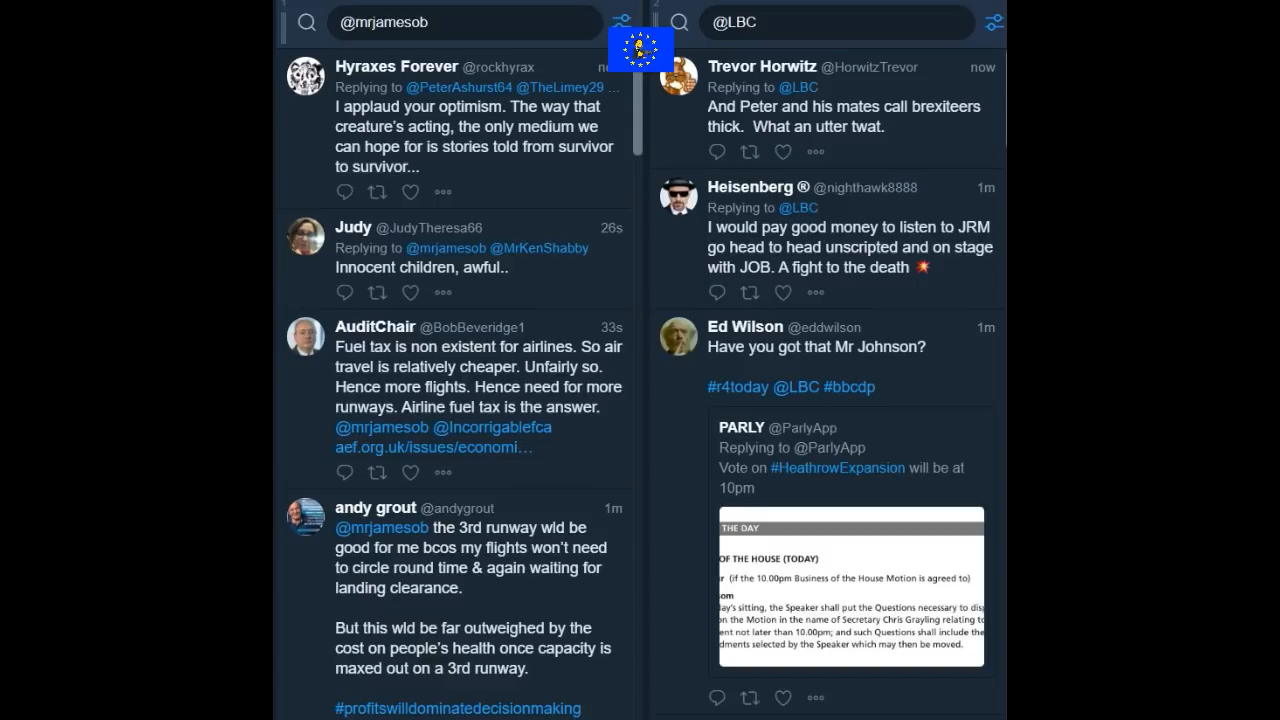 1
@mrjamesob
Hyraxes Forever @rockhyrax
Replying to @PeterAshurst64 @TheLimey29 ...
I applaud your optimism. The way that
creature's acting, the only medium we
can hope for is stories told from survivor
to survivor...
Judy @JudyTheresa66 26s
Replying to @mrjamesob @MrKenShabby
Innocent children, awful..
AuditChair @BobBeveridge1 33s
Fuel tax is non existent for airlines. So air
travel is relatively cheaper. Unfairly so.
Hence more flights. Hence need for more
runways. Airline fuel tax is the answer.
@mrjamesob @Incorrigablefca
aef.org.uk/issues/economi…
andy grout @andygrout 1m
@mrjamesob the 3rd runway wld be
good for me bcos my flights won't need
to circle round time & again waiting for
landing clearance.
But this wld be far outweighed by the
cost on people's health once capacity is
maxed out on a 3rd runway.
#profitswilldominatedecisionmaking
2
@LBC
Trevor Horwitz @HorwitzTrevor now
Replying to @LBC
And Peter and his mates call brexiteers
thick. What an utter twat.
Heisenberg ® @nighthawk8888 1m
Replying to @LBC
I would pay good money to listen to JRM
go head to head unscripted and on stage
with JOB. A fight to the death 💥
Ed Wilson @eddwilson 1m
Have you got that Mr Johnson?
#r4today @LBC #bbcdp
PARLY @ParlyApp
Replying to @ParlyApp
Vote on #HeathrowExpansion will be at
10pm
THE DAY
OF THE HOUSE (TODAY)
(if the 10.00pm Business of the House Motion is agreed to)
day's sitting, the Speaker shall put the Questions necessary to
on the Motion in the name of Secretary Chris Grayling relating to
not later than 10.00pm; and such Questions shall include the
selected by the Speaker which may then be moved.